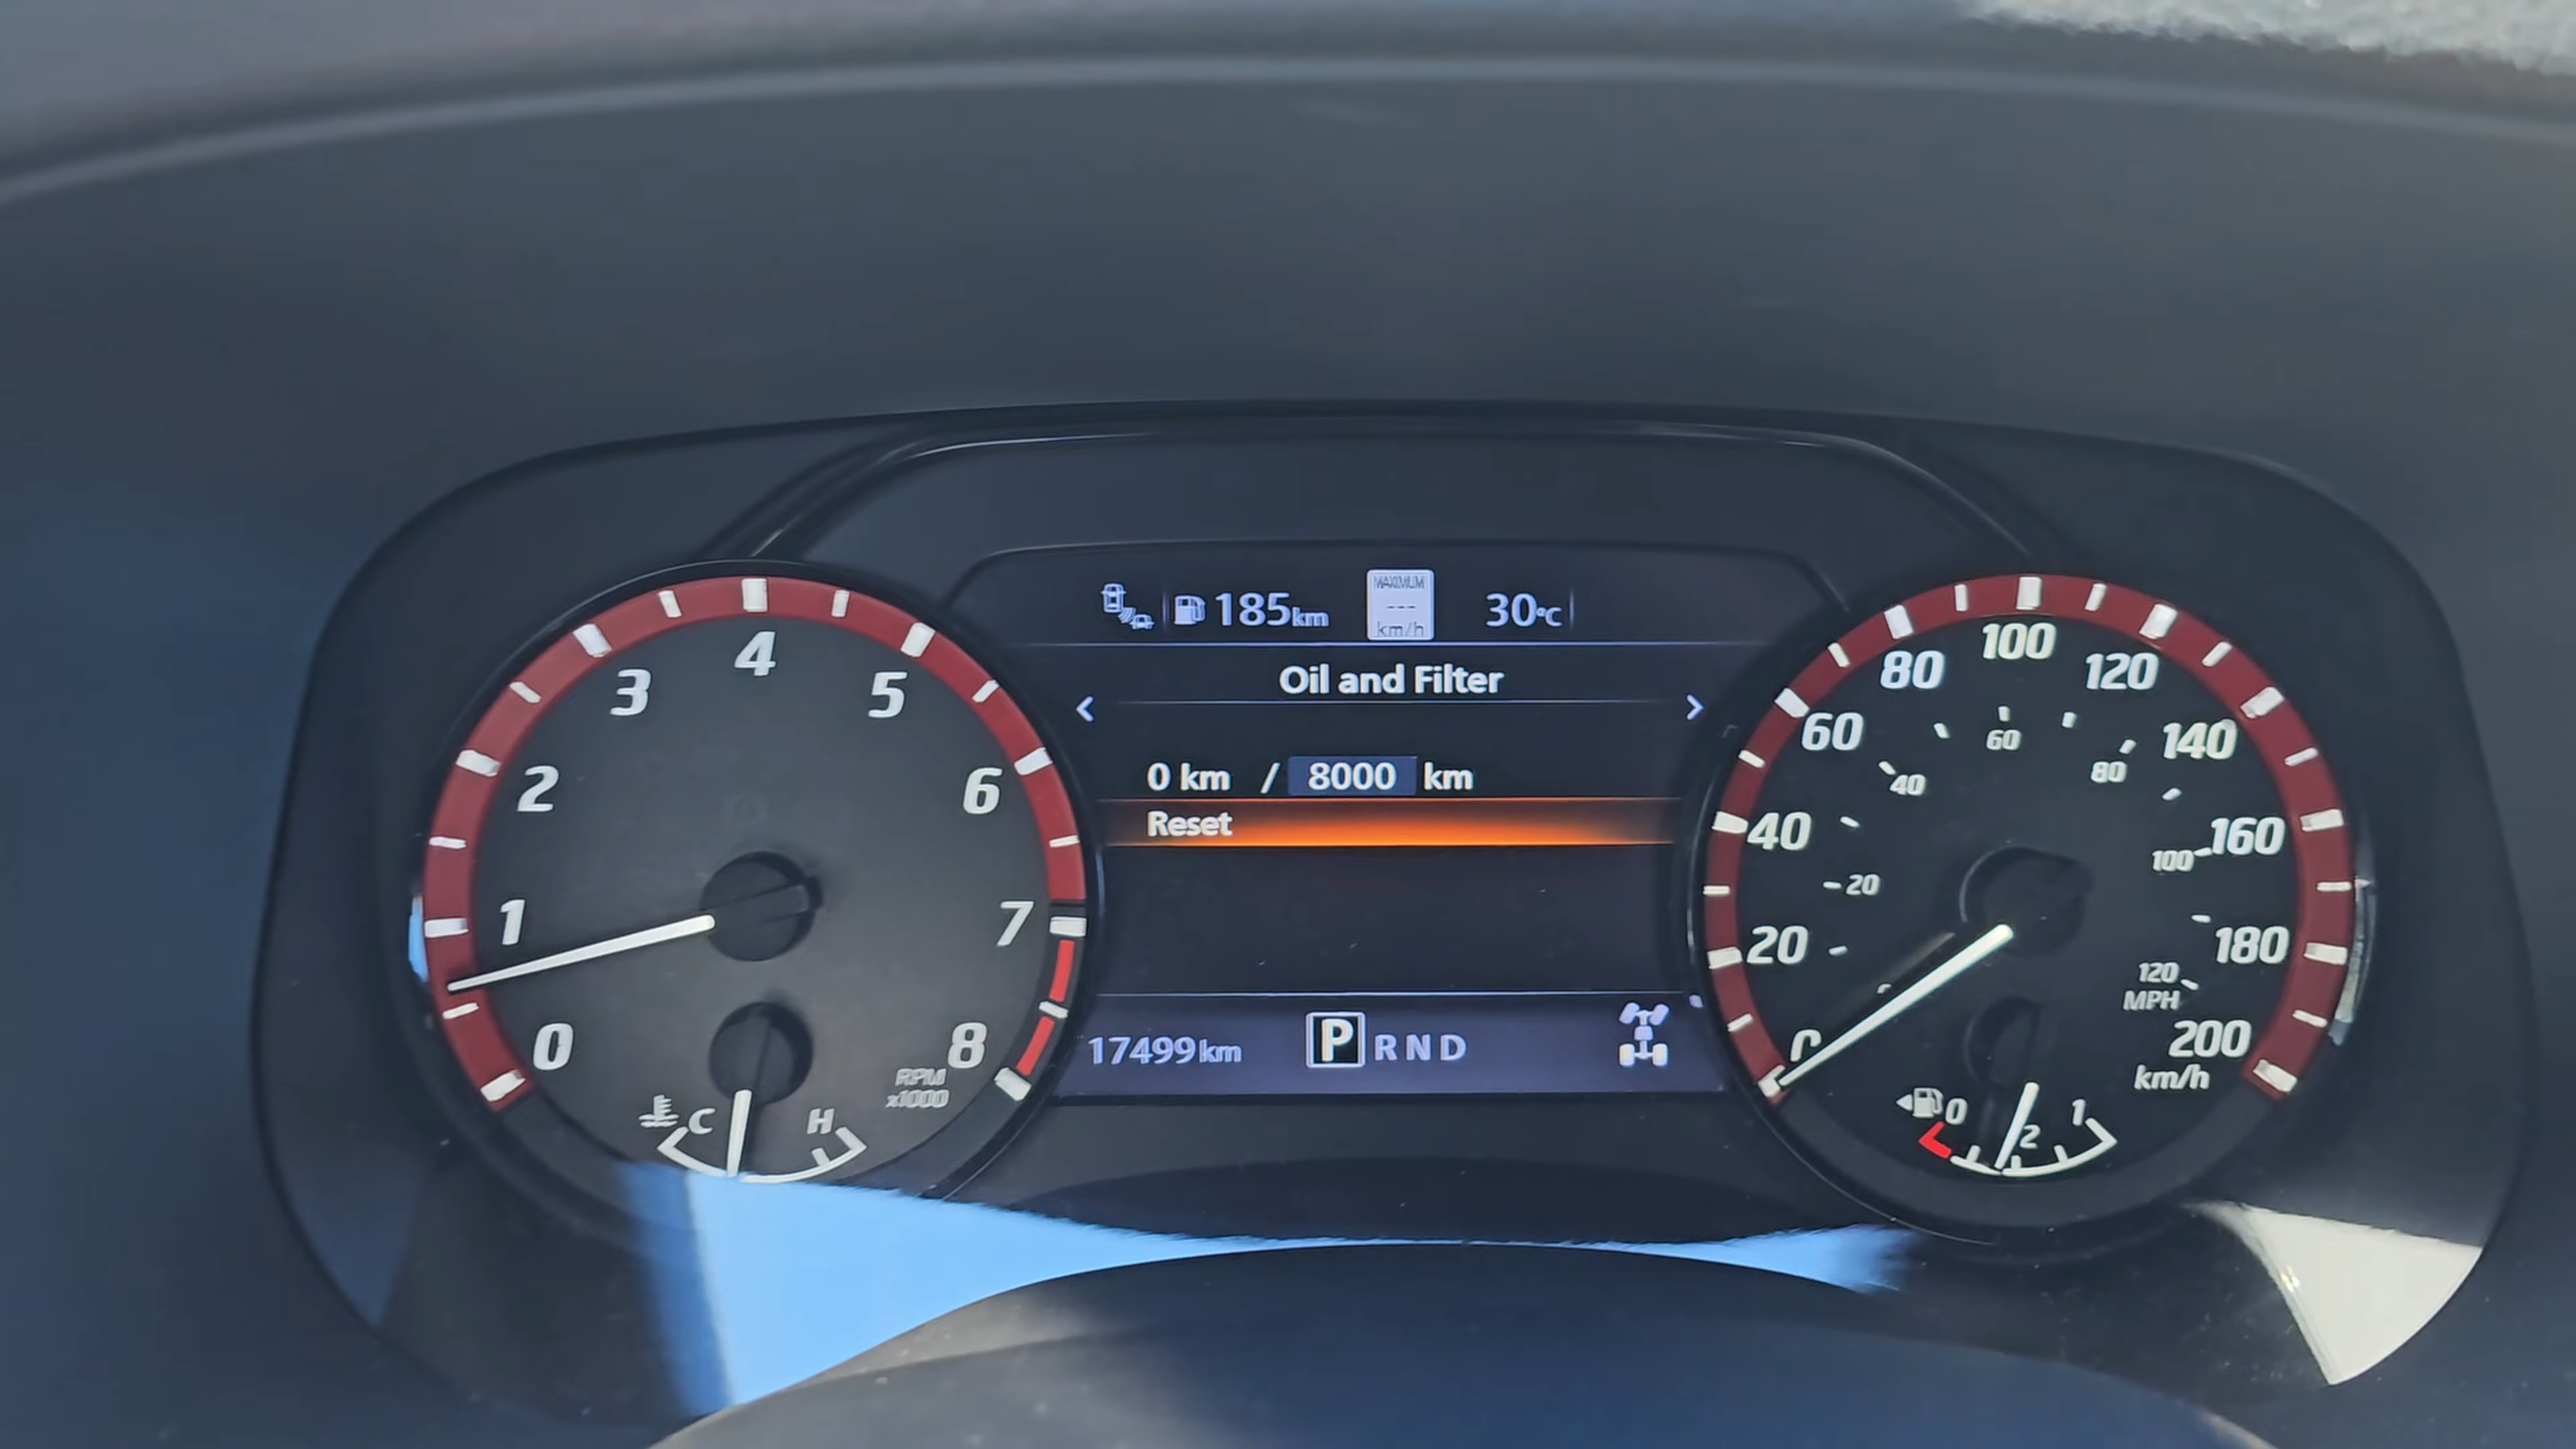 185km
MAXIMUM
---
km/h
30°C
Oil and Filter
< >
0 km / 8000 km
Reset
17499km
P R N D
0
1
2
3
4
5
6
7
8
RPM
x1000
C H
20
40
60
80
100
120
140
160
180
200
km/h
20
40
60
80
100
120
MPH
0
2
1